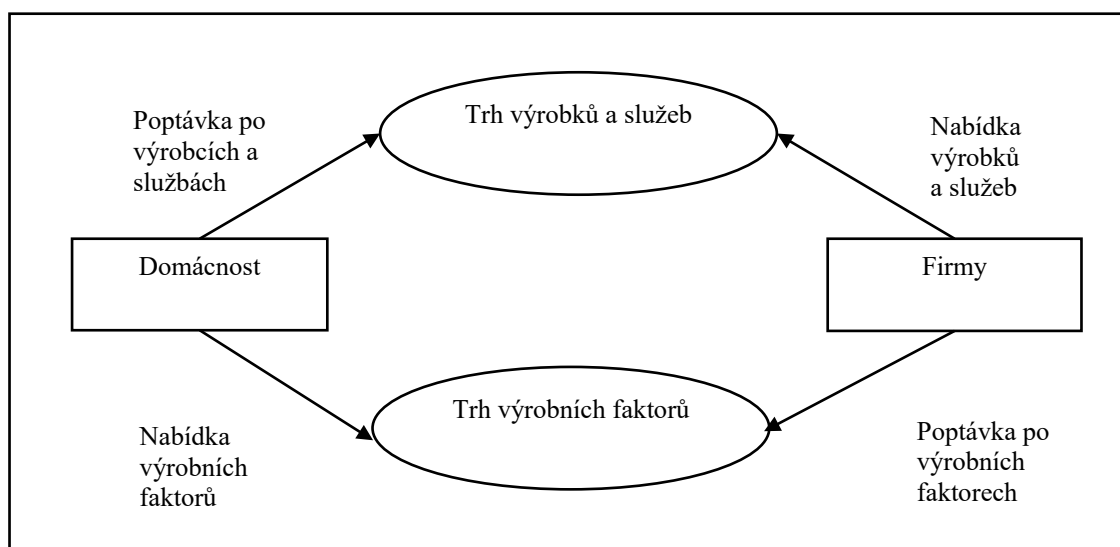 Trh výrobků a služeb
Poptávka po
výrobcích a
službách
Nabídka
výrobků
a služeb
Domácnost
Firmy
Trh výrobních faktorů
Nabídka
výrobních
faktorů
Poptávka po
výrobních
faktorech